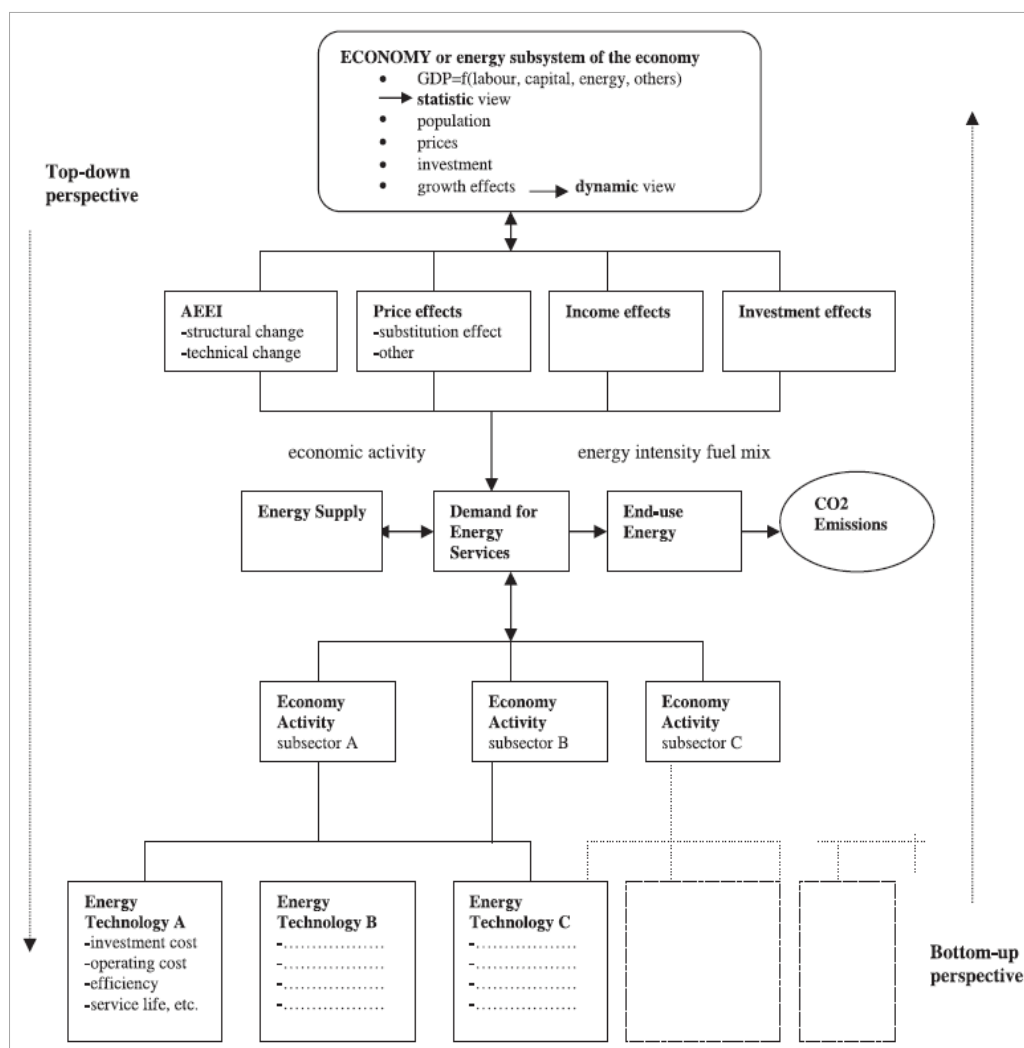 ECONOMY or energy subsystem of the economy
• GDP=f(labour, capital, energy, others)
statistic view
• population
• prices
• investment
• growth effects dynamic view
Top-down
perspective
AEEI
-structural change
-technical change
Price effects
-substitution effect
-other
Income effects
Investment effects
economic activity
energy intensity fuel mix
Energy Supply
Demand for
Energy
Services
End-use
Energy
CO2
Emissions
Economy
Activity
subsector A
Economy
Activity
subsector B
Economy
Activity
subsector C
Energy
Technology A
-investment cost
-operating cost
-efficiency
-service life, etc.
Energy
Technology B
-..................
-..................
-..................
-..................
Energy
Technology C
-..................
-..................
-..................
-..................
Bottom-up
perspective